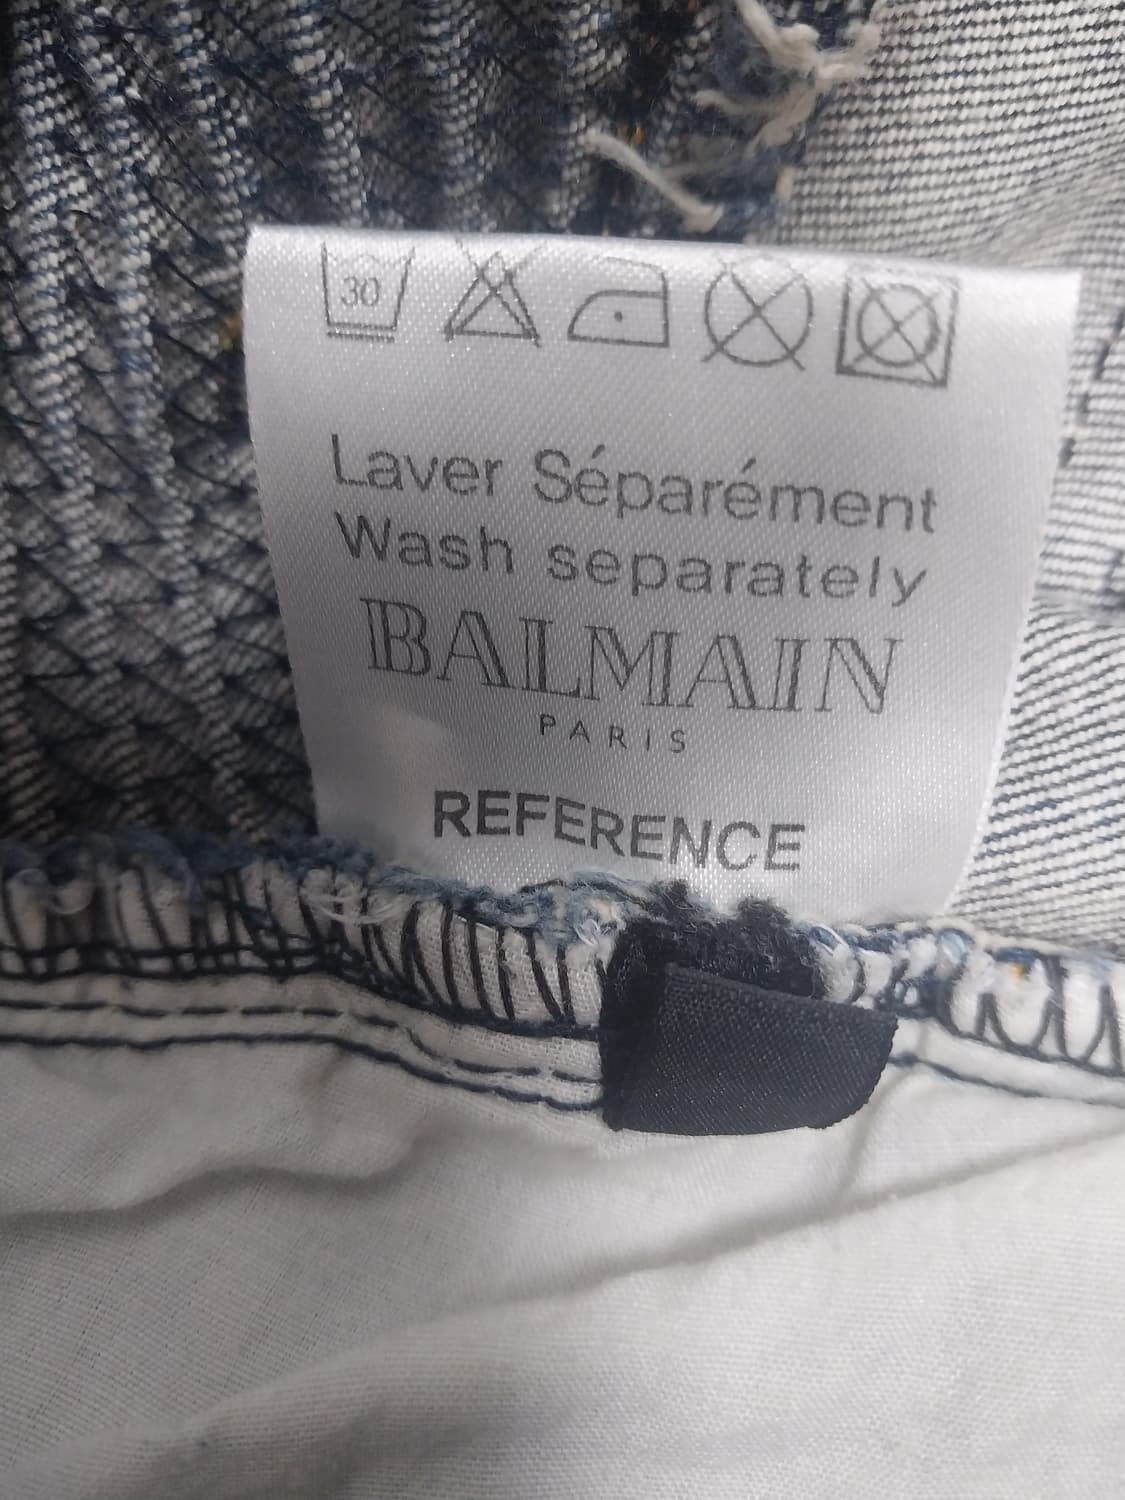 30
Laver Séparément
Wash separately
BALMAIN
PARIS
REFERENCE